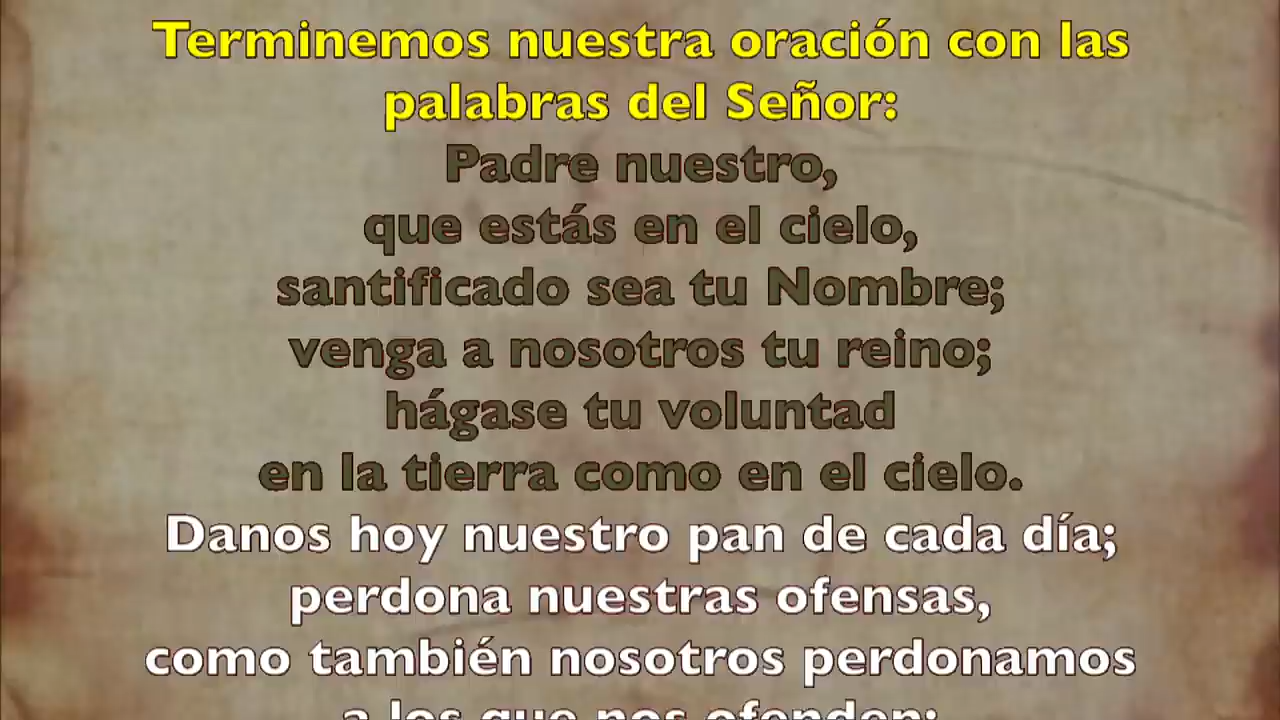 Terminemos nuestra oración con las
palabras del Señor:
Padre nuestro,
que estás en el cielo,
santificado sea tu Nombre;
venga a nosotros tu reino;
hágase tu voluntad
en la tierra como en el cielo.
Danos hoy nuestro pan de cada día;
perdona nuestras ofensas,
como también nosotros perdonamos
a los que nos ofenden;